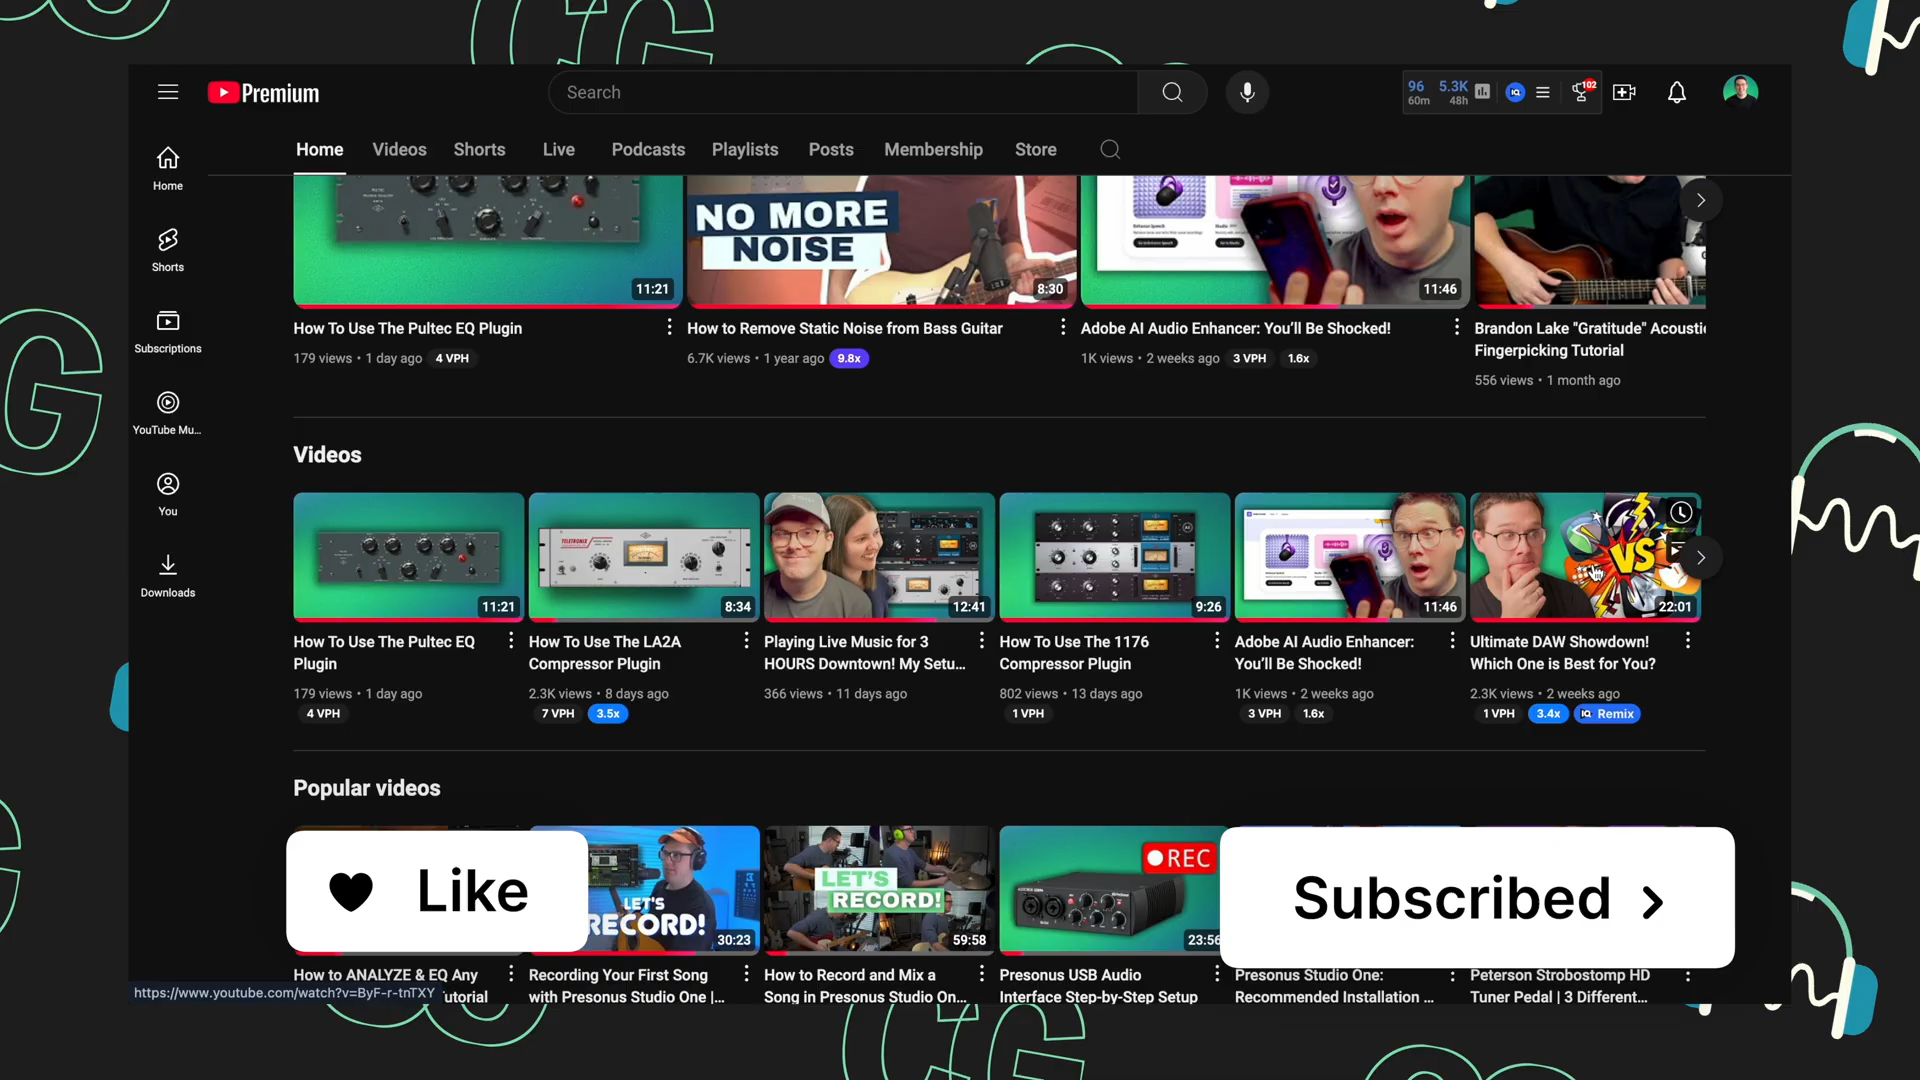 Premium
Search
96 5.3K
60m 48h
102
Home Videos Shorts Live Podcasts Playlists Posts Membership Store
Home
Shorts
Subscriptions
YouTube Mu...
You
Downloads
NO MORE
NOISE
11:21
8:30
11:46
How To Use The Pultec EQ Plugin
179 views • 1 day ago 4 VPH
How to Remove Static Noise from Bass Guitar
6.7K views • 1 year ago 9.8x
Adobe AI Audio Enhancer: You'll Be Shocked!
1K views • 2 weeks ago 3 VPH 1.6x
Brandon Lake "Gratitude" Acoustic
Fingerpicking Tutorial
556 views • 1 month ago
Videos
TELETRONIX
VS
11:21
8:34
12:41
9:26
11:46
22:01
How To Use The Pultec EQ
Plugin
179 views • 1 day ago
4 VPH
How To Use The LA2A
Compressor Plugin
2.3K views • 8 days ago
7 VPH 3.5x
Playing Live Music for 3
HOURS Downtown! My Setu...
366 views • 11 days ago
How To Use The 1176
Compressor Plugin
802 views • 13 days ago
1 VPH
Adobe AI Audio Enhancer:
You'll Be Shocked!
1K views • 2 weeks ago
3 VPH 1.6x
Ultimate DAW Showdown!
Which One is Best for You?
2.3K views • 2 weeks ago
1 VPH 3.4x IQ Remix
Popular videos
Like
LET'S
RECORD!
30:23
LET'S
RECORD!
59:58
REC
23:56
Subscribed
How to ANALYZE & EQ Any
Recording Your First Song
with Presonus Studio One |...
How to Record and Mix a
Song in Presonus Studio On...
Presonus USB Audio
Interface Step-by-Step Setup
Presonus Studio One:
Recommended Installation ...
Peterson Strobostomp HD
Tuner Pedal | 3 Different...
https://www.youtube.com/watch?v=ByF-r-tnTXY